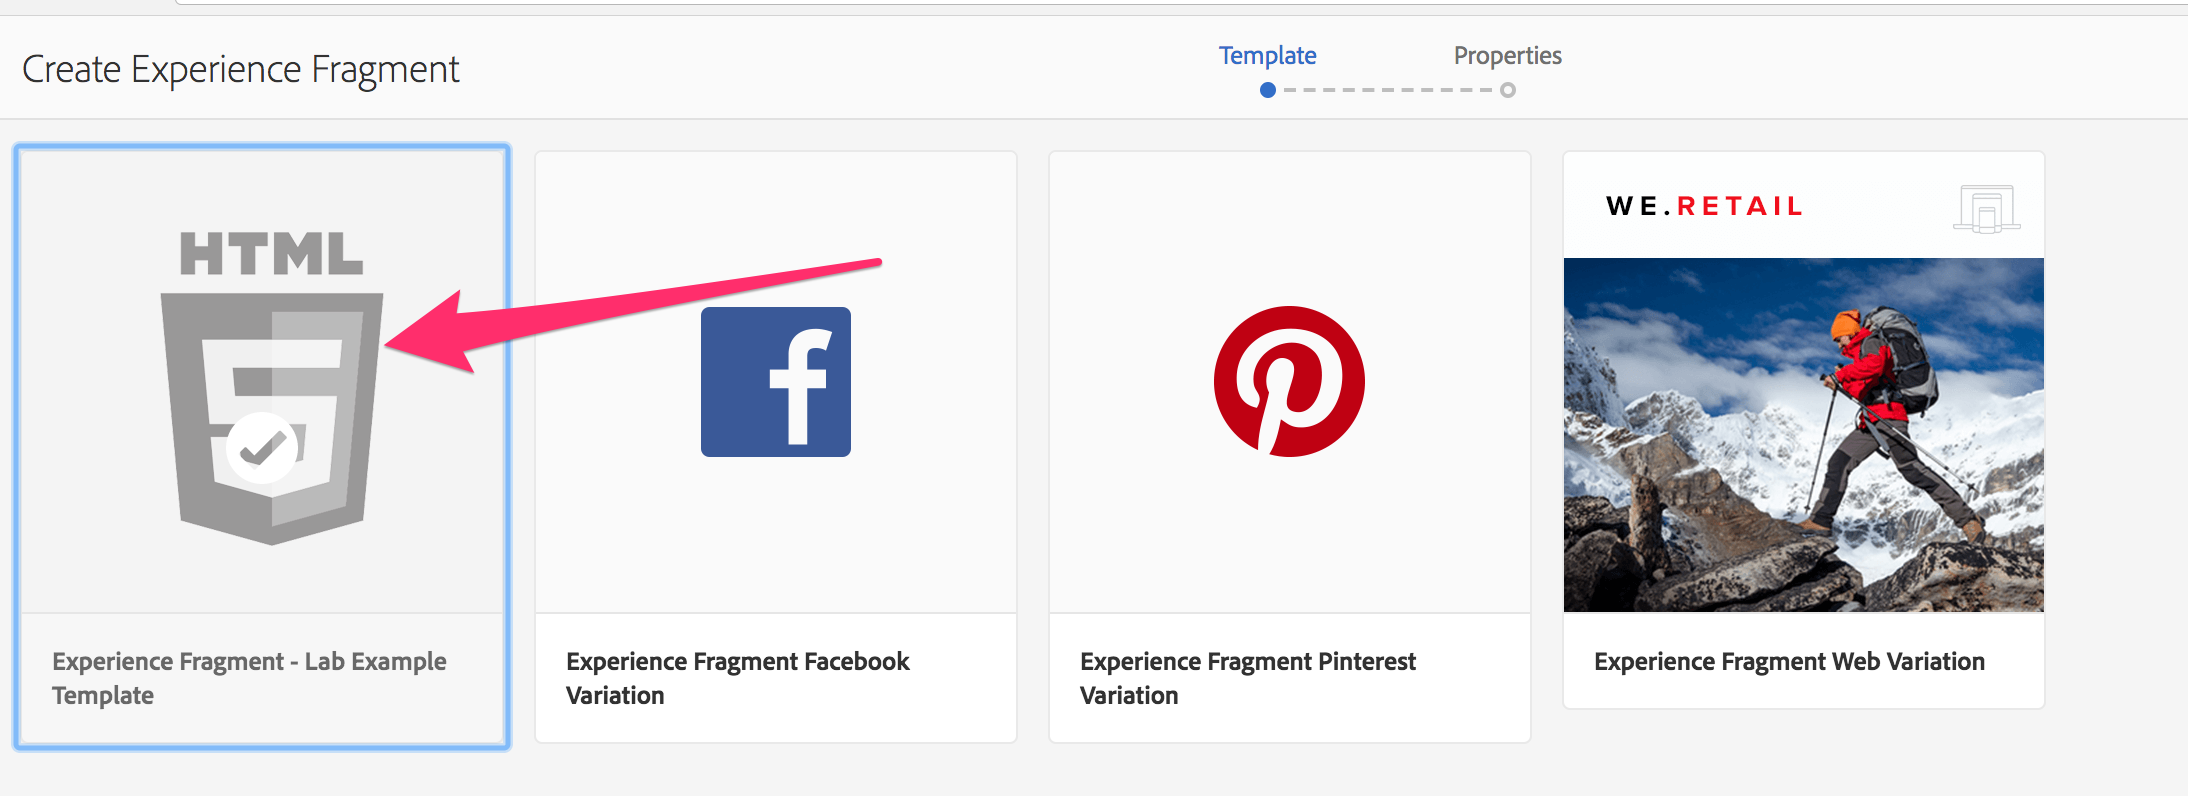 Create Experience Fragment
Template
Properties
HTML
WE.RETAIL
Experience Fragment - Lab Example
Template
Experience Fragment Facebook
Variation
Experience Fragment Pinterest
Variation
Experience Fragment Web Variation